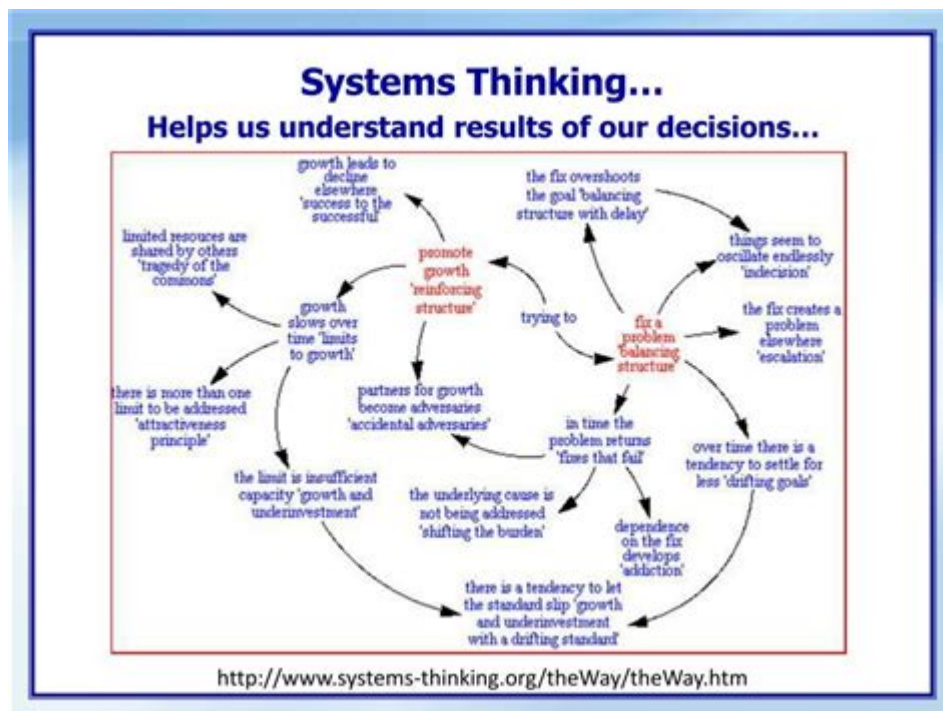 Systems Thinking...
Helps us understand results of our decisions...
growth leads to
decline
elsewhere
'success to the
successful'
the fix overshoots
the goal 'balancing
structure with delay'
limited resouces are
shared by others
'tragedy of the
commons'
promote
growth
'reinforcing
structure'
things seem to
oscillate endlessly
'indecision'
growth
slows over
time 'limits
to growth'
trying to
fix a
problem
'balancing
structure'
the fix creates a
problem
elsewhere
'escalation'
there is more than one
limit to be addressed
'attractiveness
principle'
partners for growth
become adversaries
'accidental adversaries'
in time the
problem returns
'fixes that fail'
over time there is a
tendency to settle for
less 'drifting goals'
the limit is insufficient
capacity 'growth and
underinvestment'
the underlying cause is
not being addressed
'shifting the burden'
dependence
on the fix
develops
'addiction'
there is a tendency to let
the standard slip 'growth
and underinvestment
with a drifting standard'
http://www.systems-thinking.org/theWay/theWay.htm